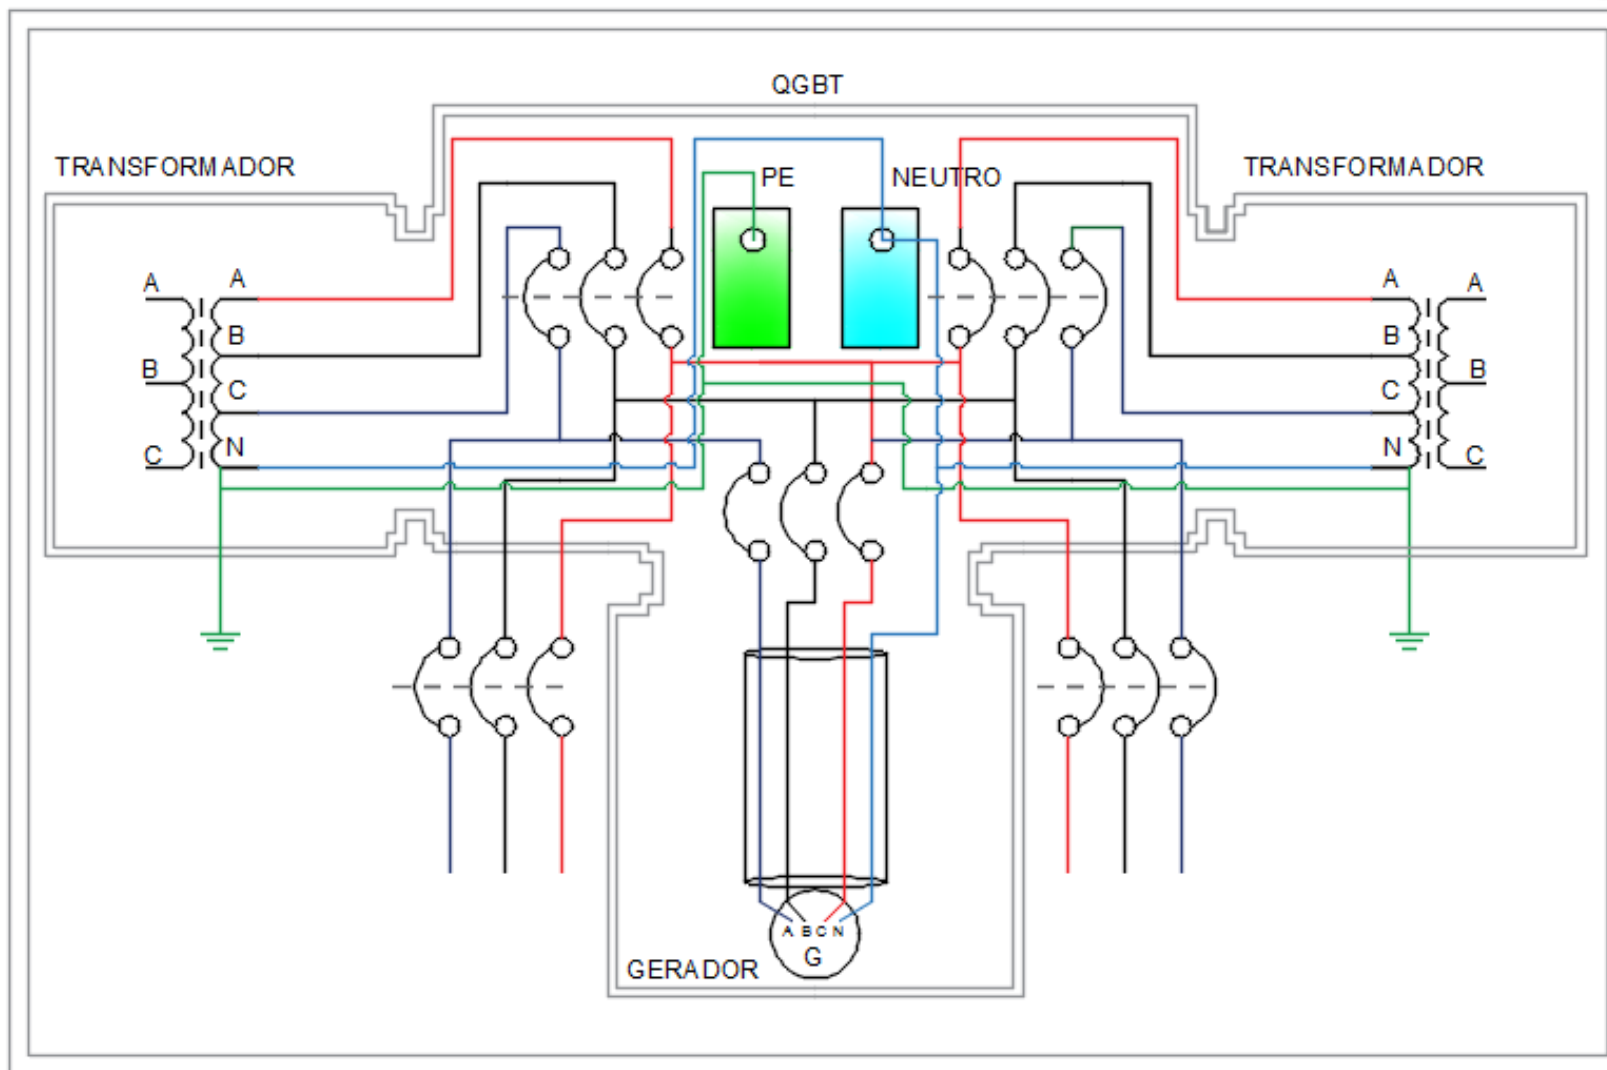 QGBT
TRANSFORMADOR
TRANSFORMADOR
PE
NEUTRO
A
A
B
B
C
C
N
A
A
B
B
C
C
N
A B C N
G
GERADOR